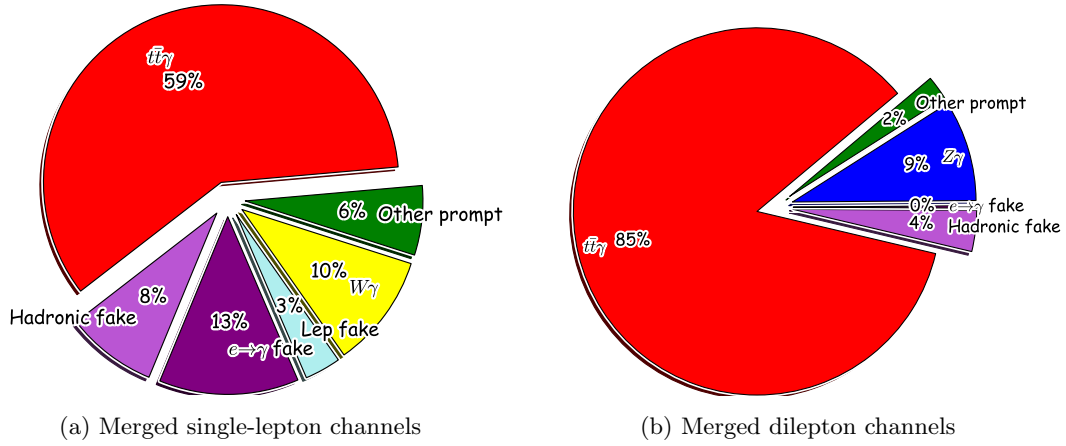 tt̄γ
59%
6%
Other prompt
10%
Wγ
3%
Lep fake
13%
e→γ fake
8%
Hadronic fake
(a) Merged single-lepton channels
Other prompt
2%
9%
Zγ
0%
e→γ fake
4%
Hadronic fake
tt̄γ
85%
(b) Merged dilepton channels